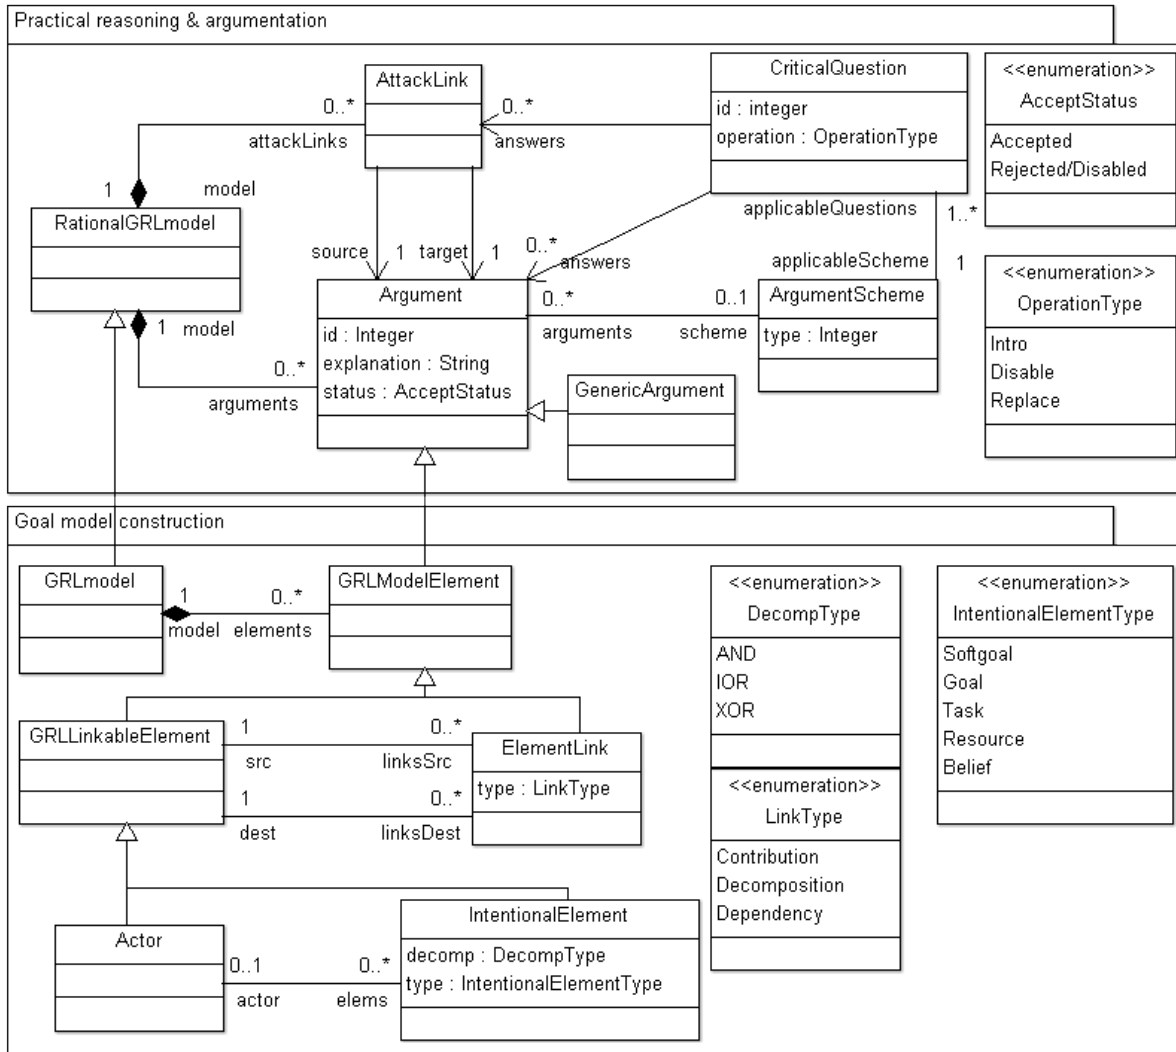 Practical reasoning & argumentation
AttackLink
0..*
attackLinks
1
model
RationalGRLmodel
CriticalQuestion
id : integer
operation : OperationType
0..*
answers
<<enumeration>>
AcceptStatus
Accepted
Rejected/Disabled
applicableQuestions
1..*
source
1
target
1
0..*
answers
applicableScheme
1
Argument
id : Integer
explanation : String
status : AcceptStatus
0..*
arguments
0..1
scheme
ArgumentScheme
type : Integer
<<enumeration>>
OperationType
Intro
Disable
Replace
1
model
0..*
arguments
GenericArgument
Goal model construction
GRLmodel
1
model
0..*
elements
GRLModelElement
<<enumeration>>
DecompType
AND
IOR
XOR
<<enumeration>>
IntentionalElementType
Softgoal
Goal
Task
Resource
Belief
GRLLinkableElement
1
src
0..*
linksSrc
1
dest
0..*
linksDest
ElementLink
type : LinkType
<<enumeration>>
LinkType
Contribution
Decomposition
Dependency
Actor
0..1
actor
0..*
elems
IntentionalElement
decomp : DecompType
type : IntentionalElementType